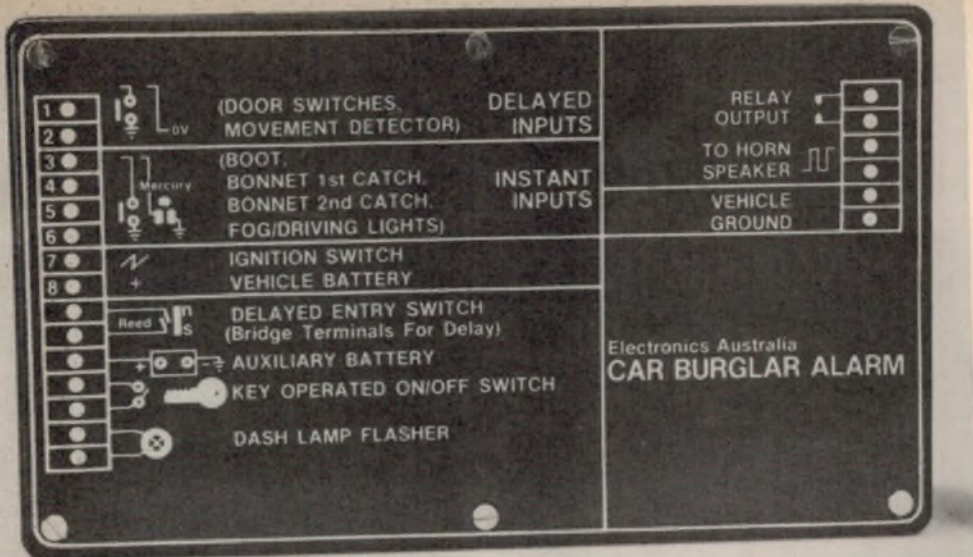 1 (DOOR SWITCHES. DELAYED
2 0V MOVEMENT DETECTOR) INPUTS
3 (BOOT.
4 Mercury BONNET 1st CATCH. INSTANT
5 BONNET 2nd CATCH. INPUTS
6 FOG/DRIVING LIGHTS)
7 IGNITION SWITCH
8 + VEHICLE BATTERY
Reed n DELAYED ENTRY SWITCH
s (Bridge Terminals For Delay)
+ - AUXILIARY BATTERY
KEY OPERATED ON/OFF SWITCH
DASH LAMP FLASHER
RELAY
OUTPUT
TO HORN
SPEAKER
VEHICLE
GROUND
Electronics Australia
CAR BURGLAR ALARM